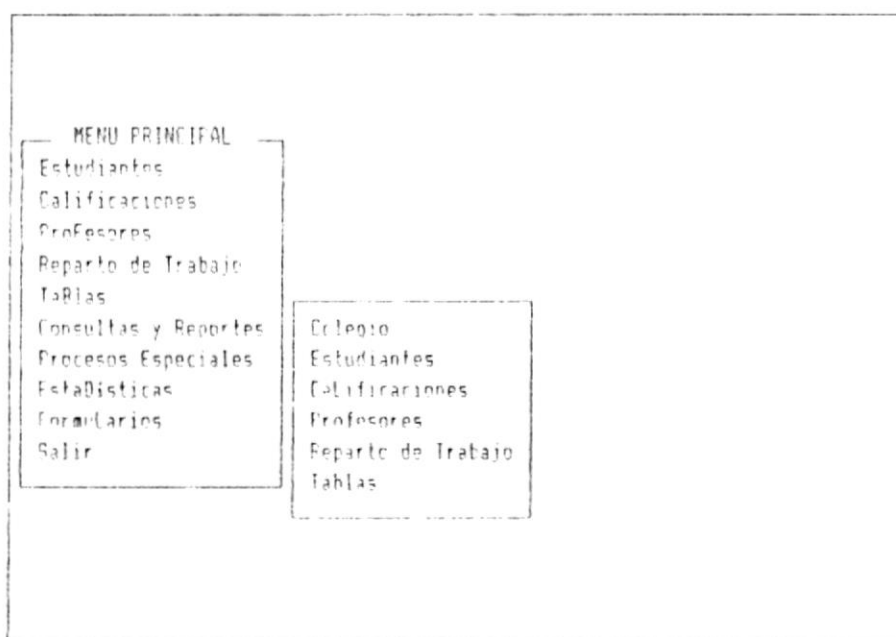 MENU PRINCIPAL
Estudiantes
Calificaciones
ProFesores
Reparto de Trabajo
TaBlas
Consultas y Reportes
Procesos Especiales
EstaDisticas
FormuLarios
Salir
Colegio
Estudiantes
CaLificaciones
Profesores
Reparto de Trabajo
Tablas